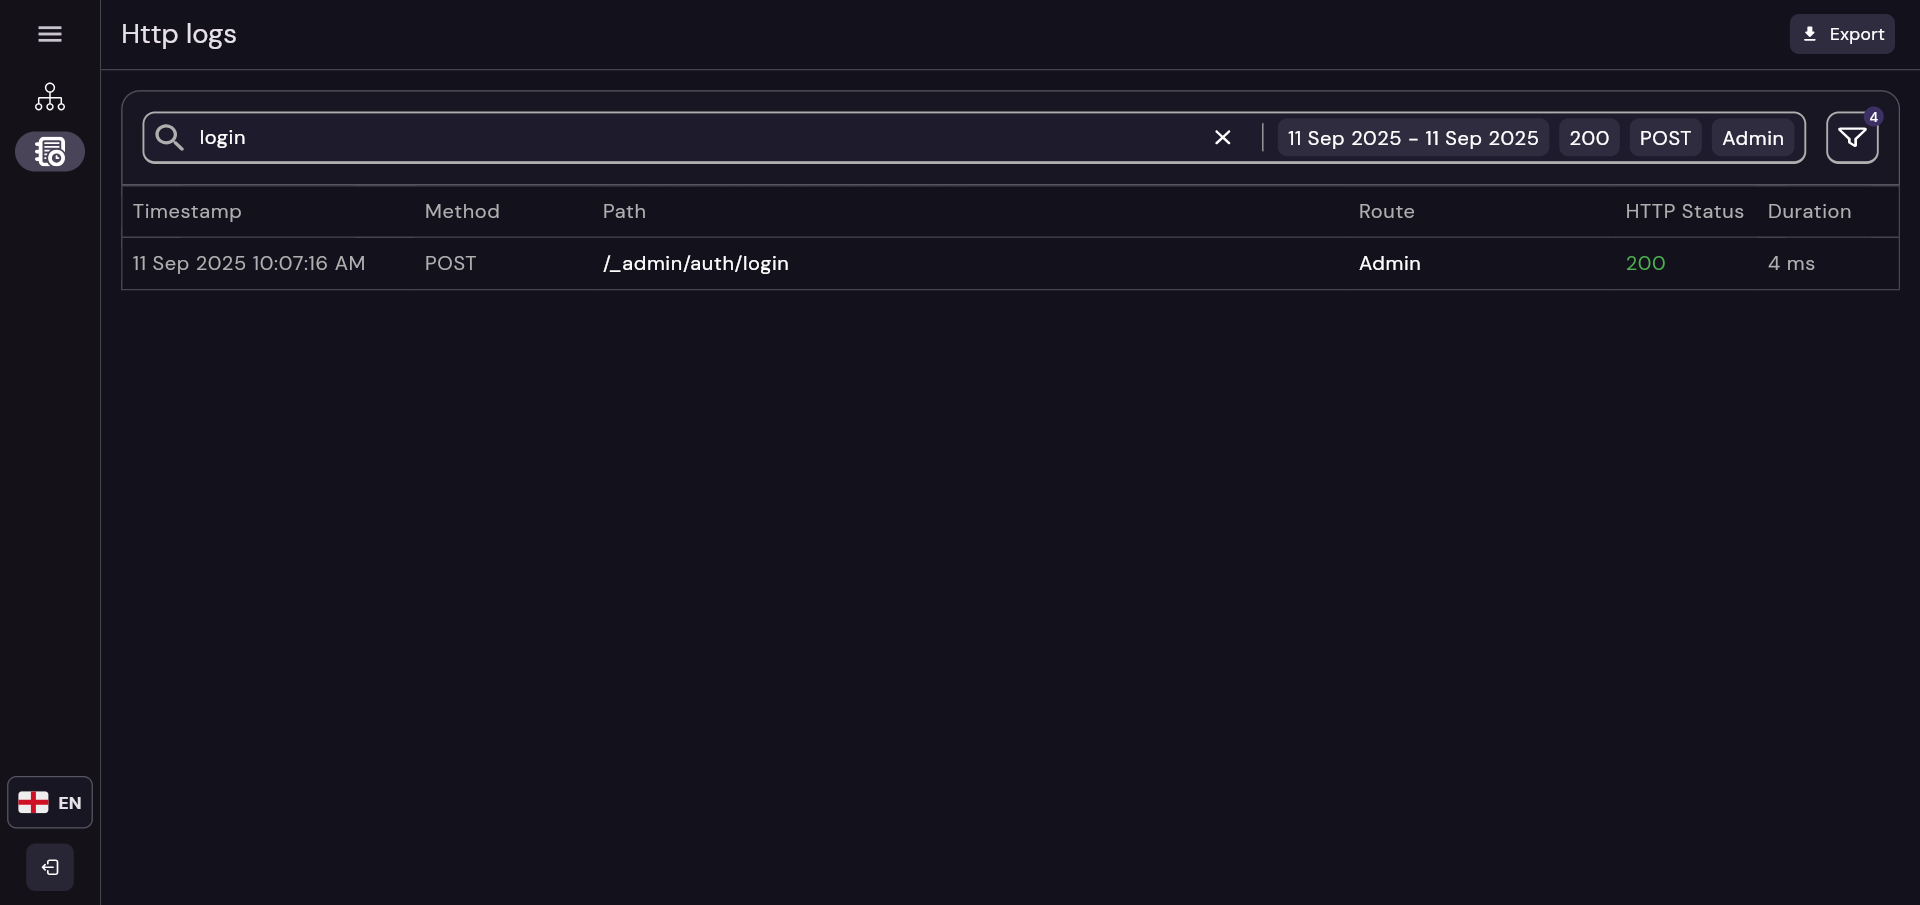 Http logs
Export
login
11 Sep 2025 - 11 Sep 2025 200 POST Admin
4
Timestamp Method Path Route HTTP Status Duration
11 Sep 2025 10:07:16 AM POST /_admin/auth/login Admin 200 4 ms
EN